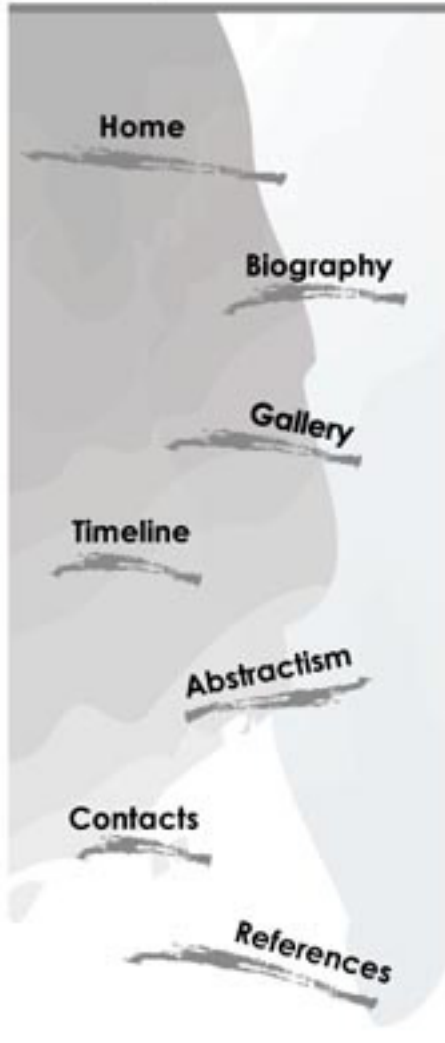 Home
Biography
Gallery
Timeline
Abstractism
Contacts
References